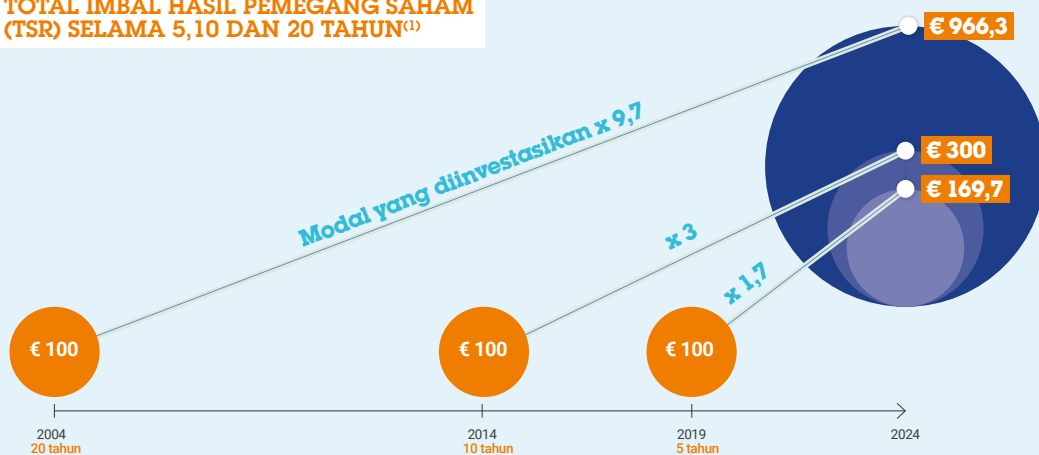 TOTAL IMBAL HASIL PEMEGANG SAHAM
(TSR) SELAMA 5,10 DAN 20 TAHUN(1)
€ 966,3
Modal yang diinvestasikan x 9,7
€ 300
€ 169,7
x 3
x 1,7
€ 100
€ 100
€ 100
2004
2014
2019
2024
20 tahun
10 tahun
5 tahun